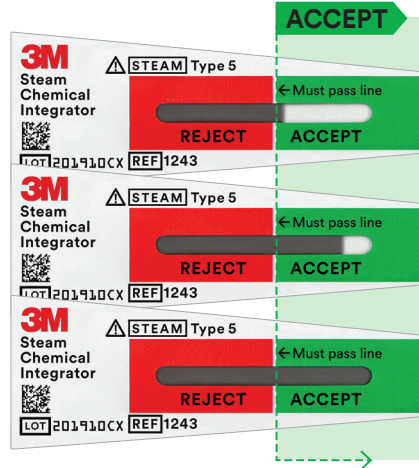 ACCEPT
3M
Steam
Chemical
Integrator
STEAM Type 5
← Must pass line
REJECT ACCEPT
LOT 201910CX REF 1243
3M
Steam
Chemical
Integrator
STEAM Type 5
← Must pass line
REJECT ACCEPT
LOT 201910CX REF 1243
3M
Steam
Chemical
Integrator
STEAM Type 5
← Must pass line
REJECT ACCEPT
LOT 201910CX REF 1243